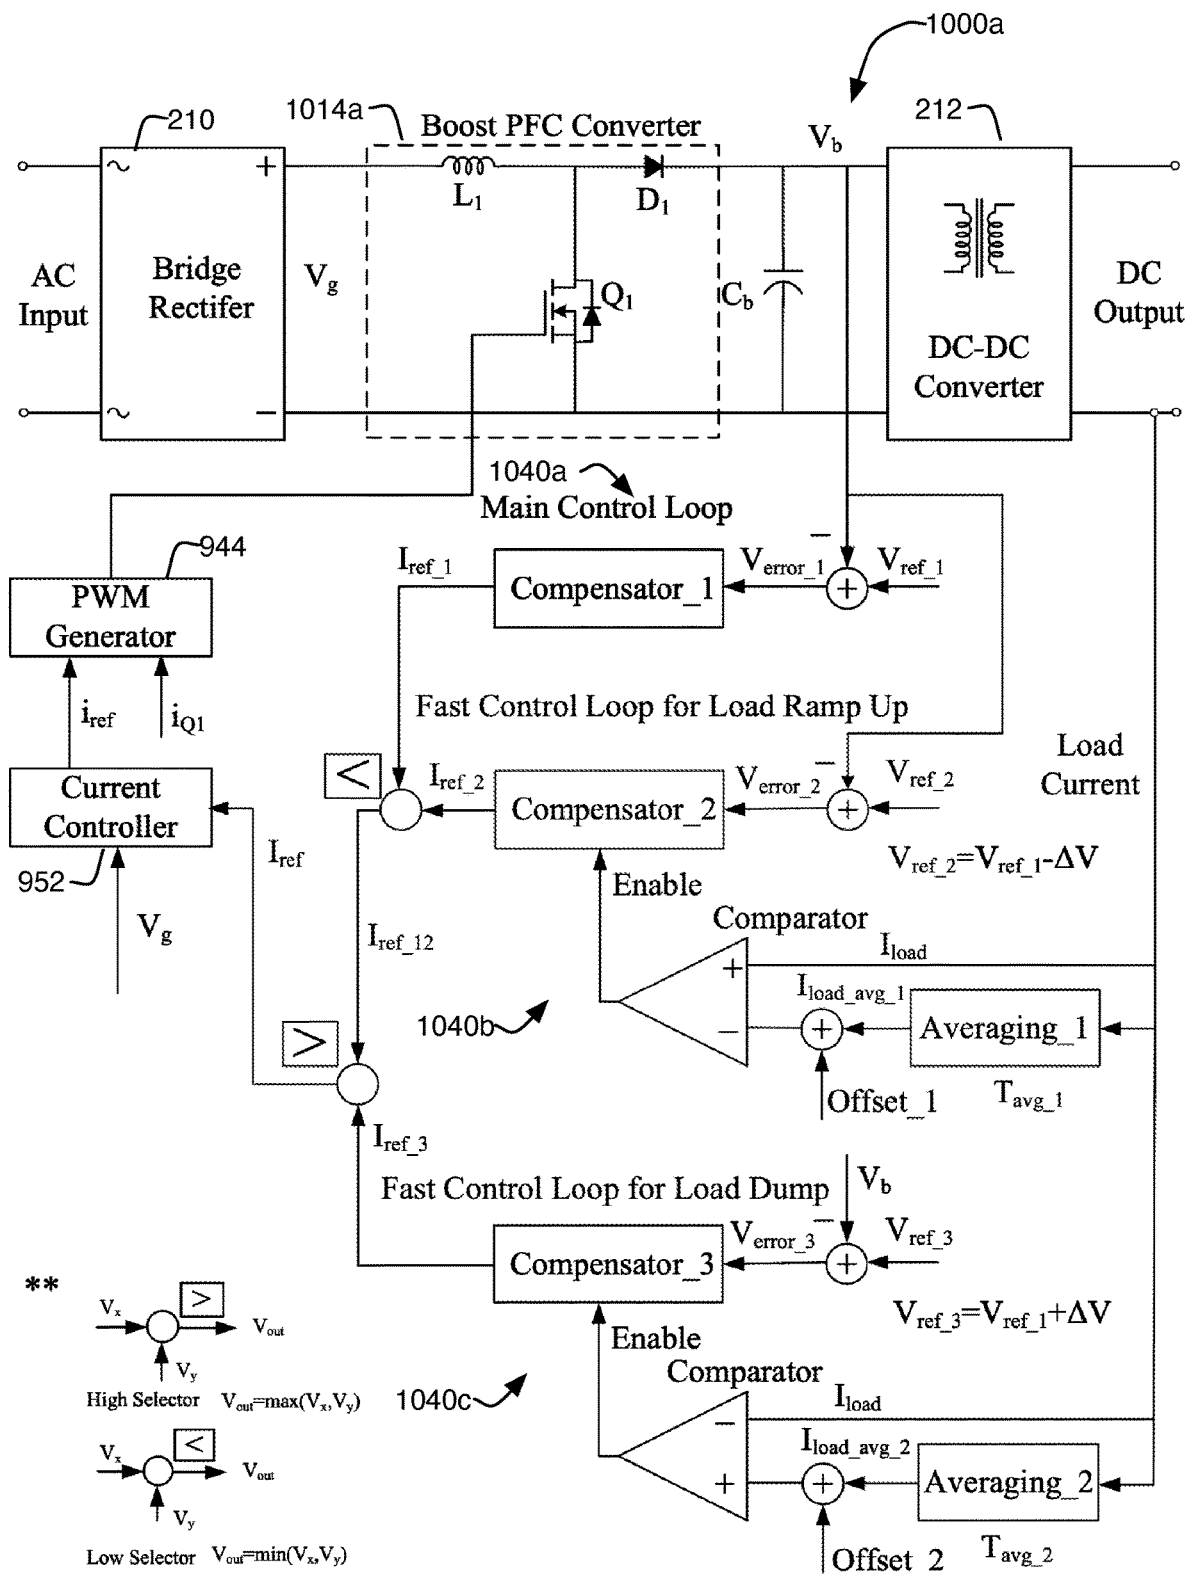 1000a
210
1014a
Boost PFC Converter
V_b
212
~
+
L₁
D₁
AC
Input
Bridge
Rectifer
V_g
Q₁
C_b
DC-DC
Converter
DC
Output
~
−
1040a
Main Control Loop
944
PWM
Generator
I_ref_1
Compensator_1
V_error_1
−
+
V_ref_1
i_ref
i_Q1
Fast Control Loop for Load Ramp Up
Load
Current
Current
Controller
952
V_g
I_ref
<
I_ref_2
Compensator_2
V_error_2
−
+
V_ref_2
V_ref_2=V_ref_1-ΔV
Enable
Comparator
I_ref_12
I_load
+
−
1040b
I_load_avg_1
+
Averaging_1
Offset_1
T_avg_1
>
I_ref_3
Fast Control Loop for Load Dump
V_b
Compensator_3
V_error_3
−
+
V_ref_3
V_ref_3=V_ref_1+ΔV
Enable
Comparator
1040c
I_load
−
+
I_load_avg_2
+
Averaging_2
Offset_2
T_avg_2
**
V_x
>
V_out
V_y
High Selector V_out=max(V_x,V_y)
V_x
<
V_out
V_y
Low Selector V_out=min(V_x,V_y)